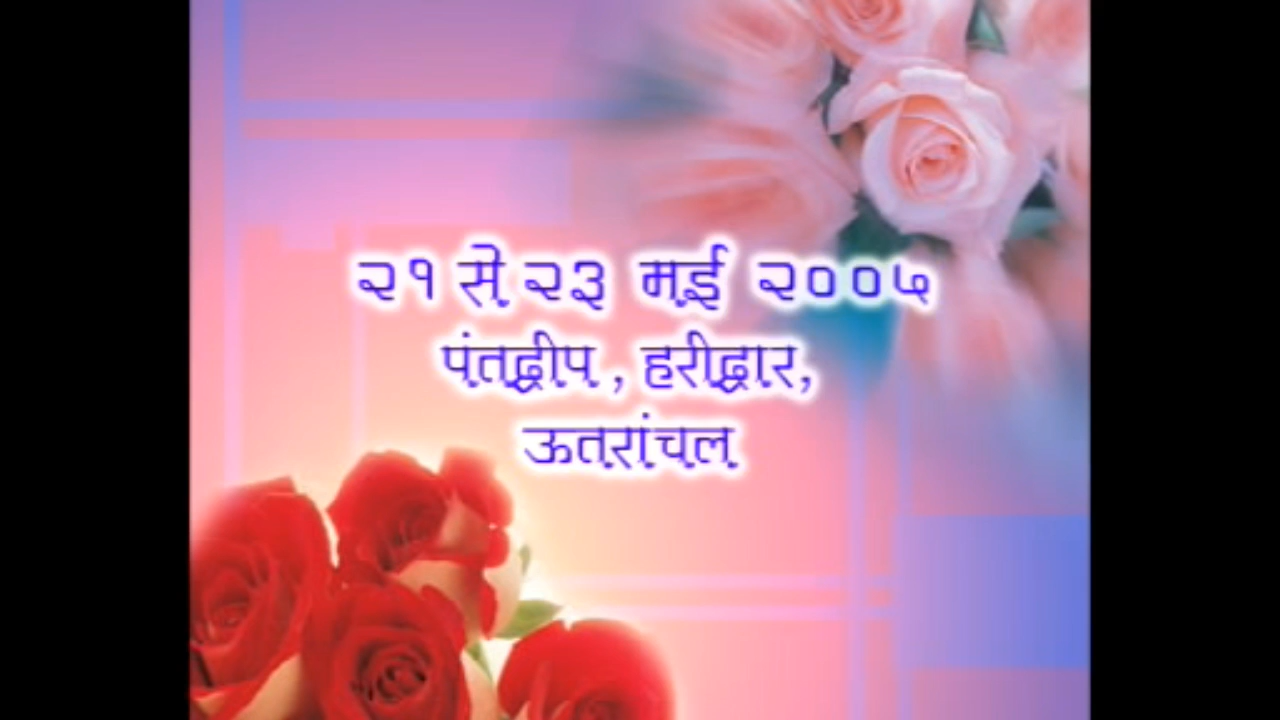 २१ से २३ मई २००५
पंतद्वीप, हरीद्वार,
ऊतरांचल